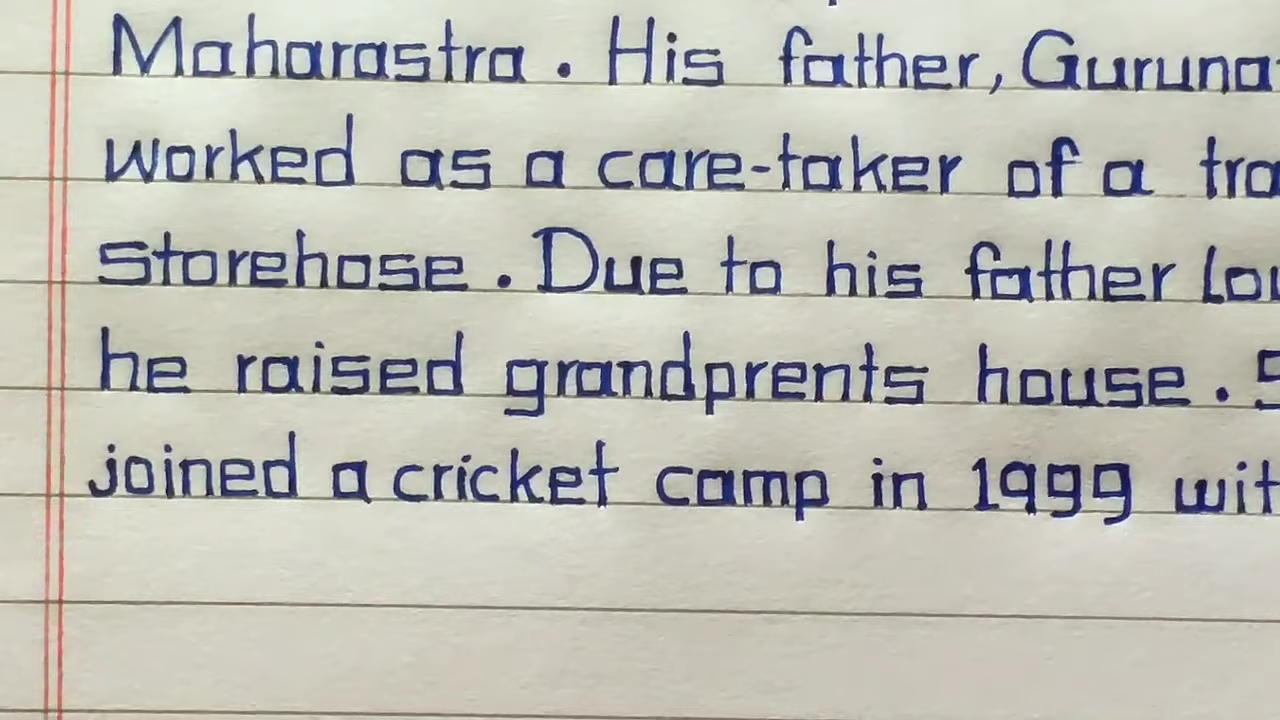 Maharastra. His father, Guruna
worked as a care-taker of a tra
Storehose. Due to his father lou
he raised grandprents house. S
joined a cricket camp in 1999 wit